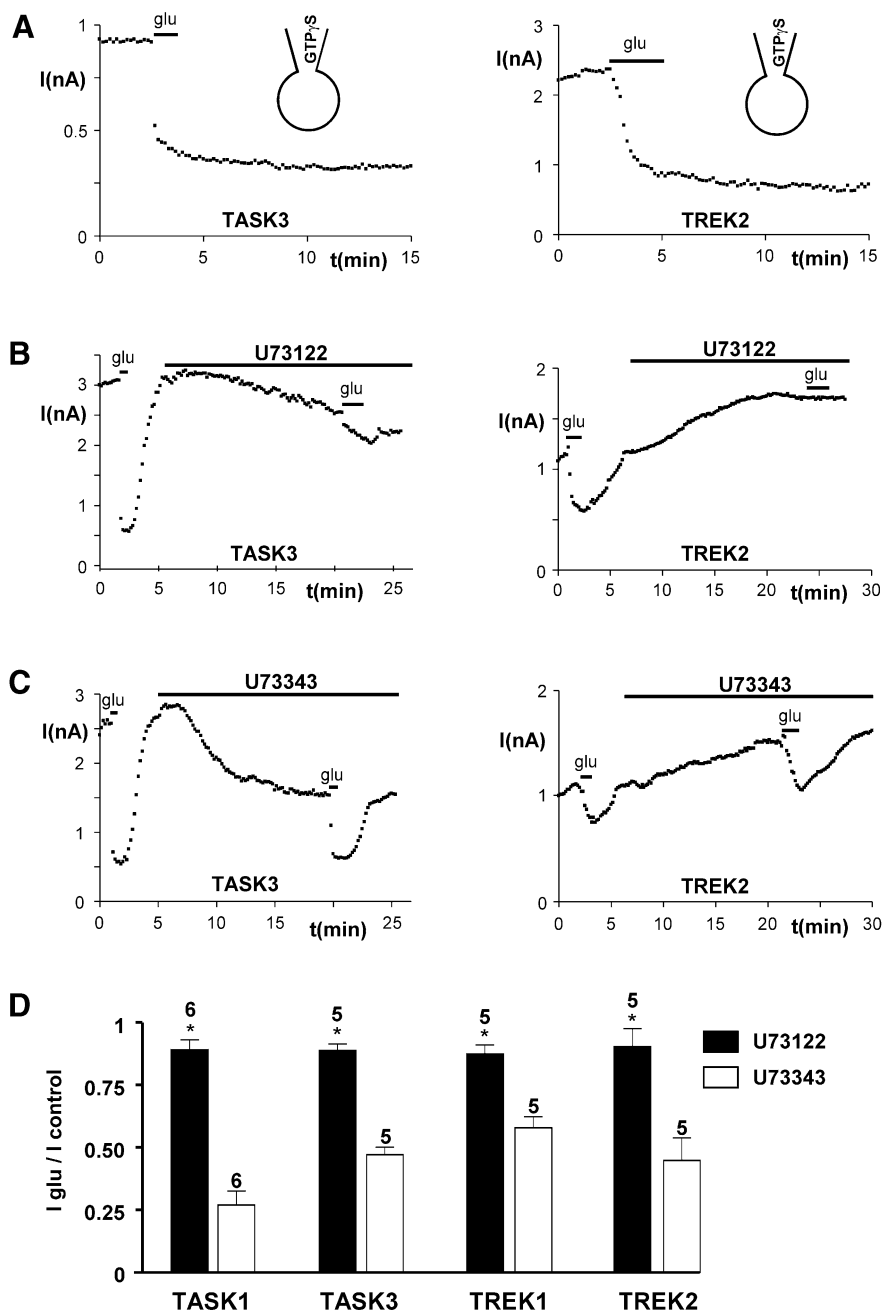 A
glu
GTPγS
1
I(nA)
0.5
0
0 5 10 15
t(min)
TASK3
glu
GTPγS
3
I(nA)
2
1
0
0 5 10 15
t(min)
TREK2
B
glu
U73122
glu
3
I(nA)
2
1
0
TASK3
0 5 10 15 20 25
t(min)
U73122
glu
glu
2
I(nA)
1
0
TREK2
0 5 10 15 20 30
t(min)
C
glu
U73343
glu
3
I(nA)
2
1
0
TASK3
0 5 10 15 20 25
t(min)
U73343
glu
glu
2
I(nA)
1
0
TREK2
0 5 10 15 20 30
t(min)
D
I glu / I control
1
0.75
0.50
0.25
0
6
*
6
5
*
5
5
*
5
5
*
5
U73122
U73343
TASK1 TASK3 TREK1 TREK2